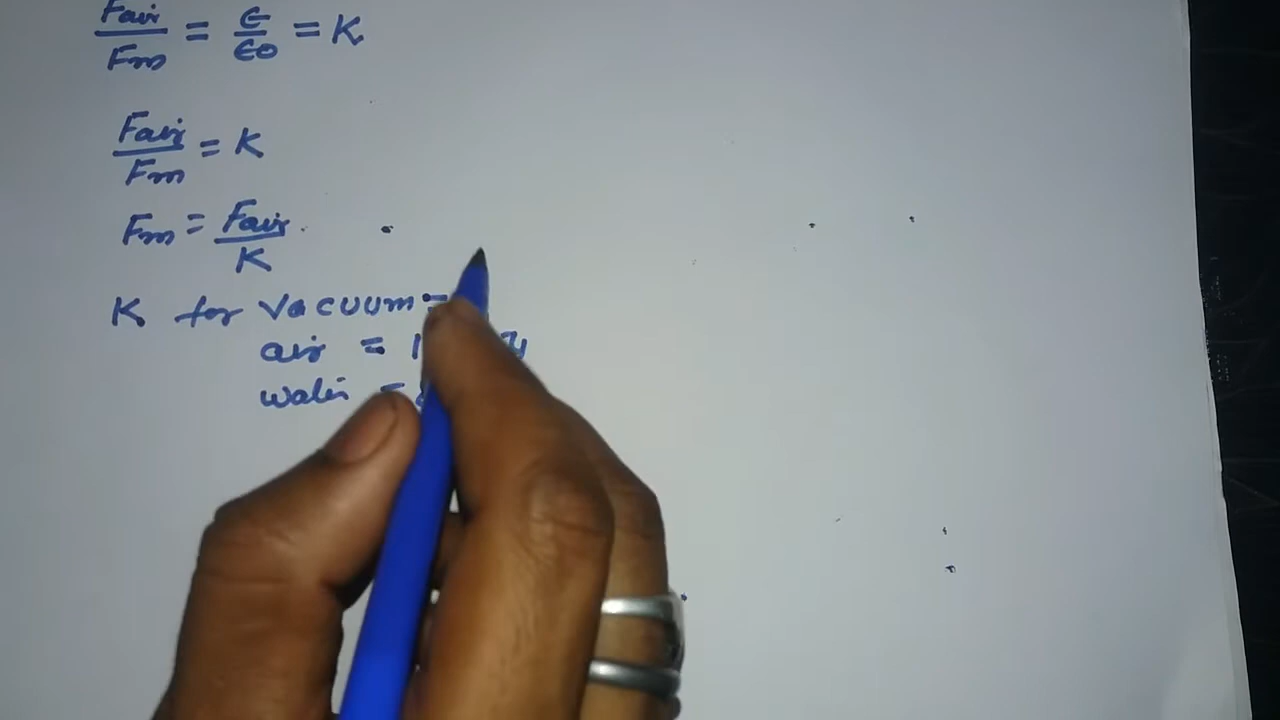 Fair/Fm = ϵ/ϵ0 = K
Fair/Fm = K
Fm = Fair/K
K for Vacuum =
air = 1
water =